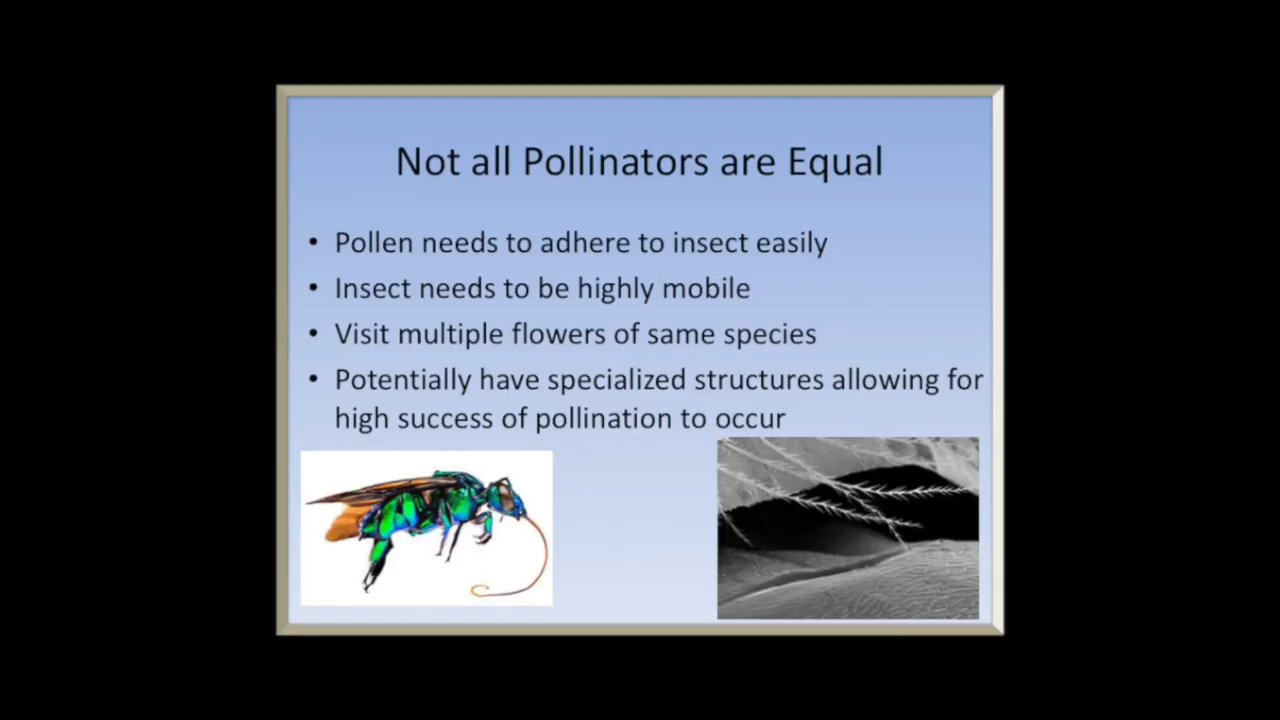 Not all Pollinators are Equal
• Pollen needs to adhere to insect easily
• Insect needs to be highly mobile
• Visit multiple flowers of same species
• Potentially have specialized structures allowing for
high success of pollination to occur